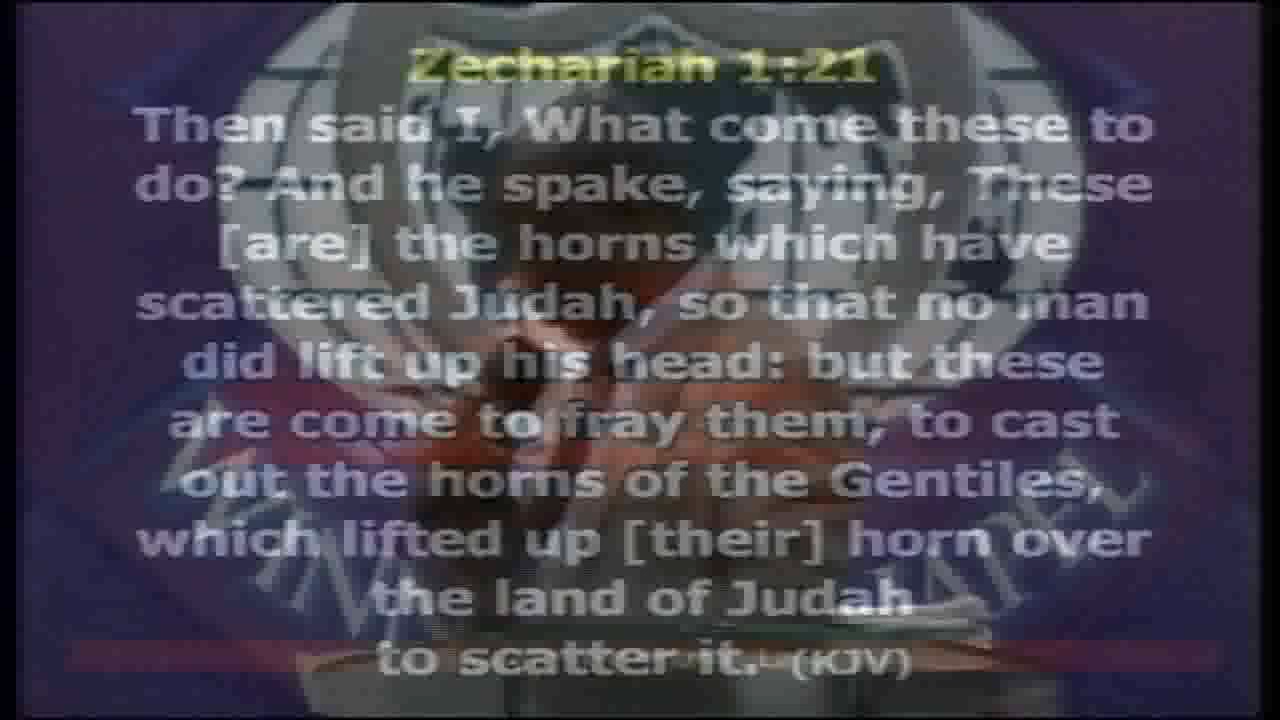 Zechariah 1:21
Then said I, What come these to
do? And he spake, saying, These
[are] the horns which have
scattered Judah, so that no man
did lift up his head: but these
are come to fray them, to cast
out the horns of the Gentiles,
which lifted up [their] horn over
the land of Judah
to scatter it. (KJV)